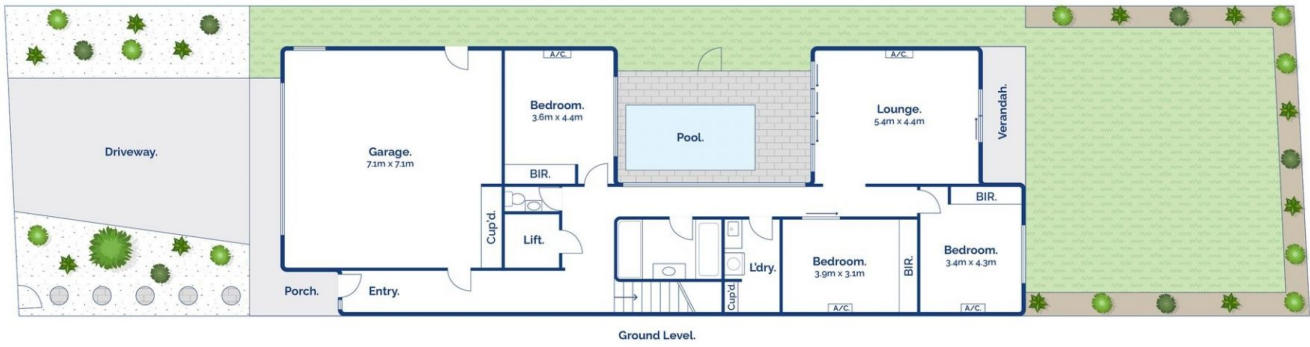 Driveway.
Garage.
7.1m x 7.1m
Cup'd.
Porch.
Entry.
Lift.
A/C.
Bedroom.
3.6m x 4.4m
BIR.
Pool.
A/C.
Lounge.
5.4m x 4.4m
Verandah.
L'dry.
Cup'd.
Bedroom.
3.9m x 3.1m
A/C.
BIR.
BIR.
Bedroom.
3.4m x 4.3m
A/C.
Ground Level.